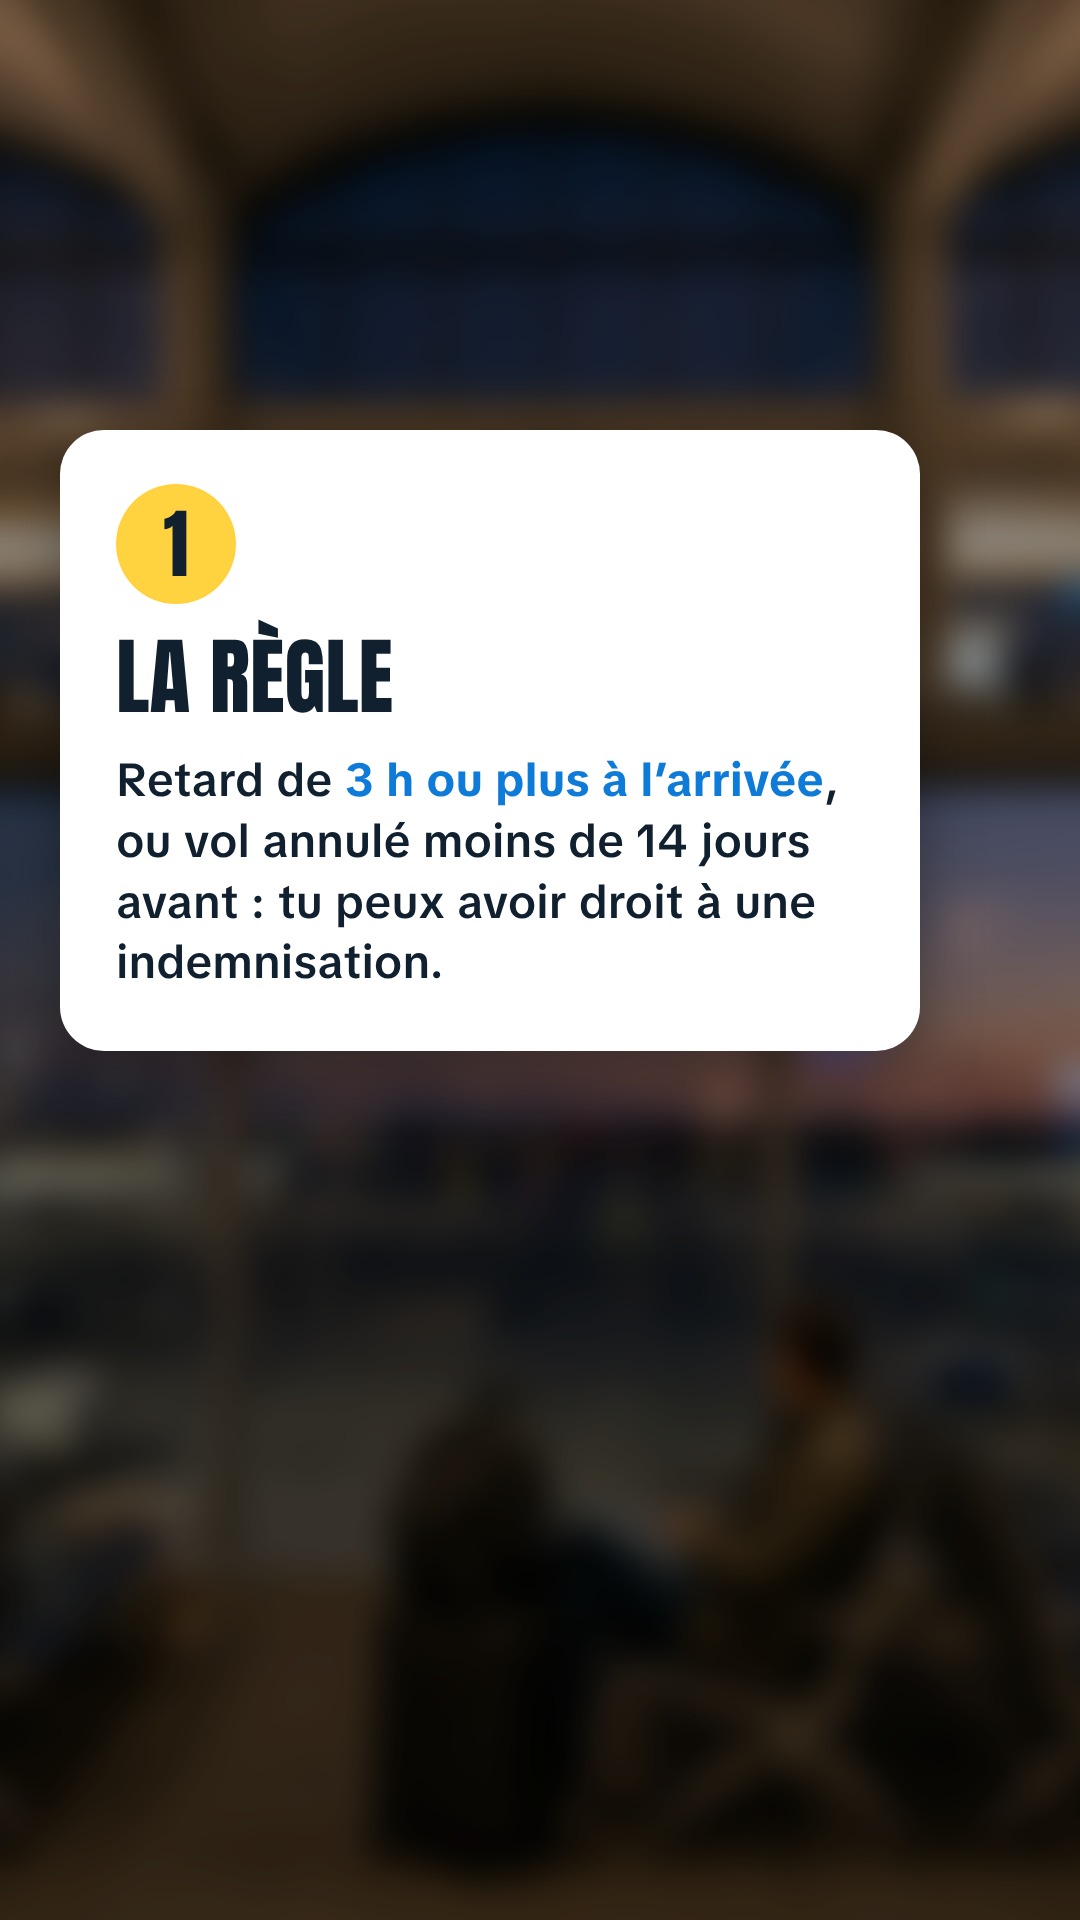 1
LA RÈGLE
Retard de 3 h ou plus à l’arrivée,
ou vol annulé moins de 14 jours
avant : tu peux avoir droit à une
indemnisation.